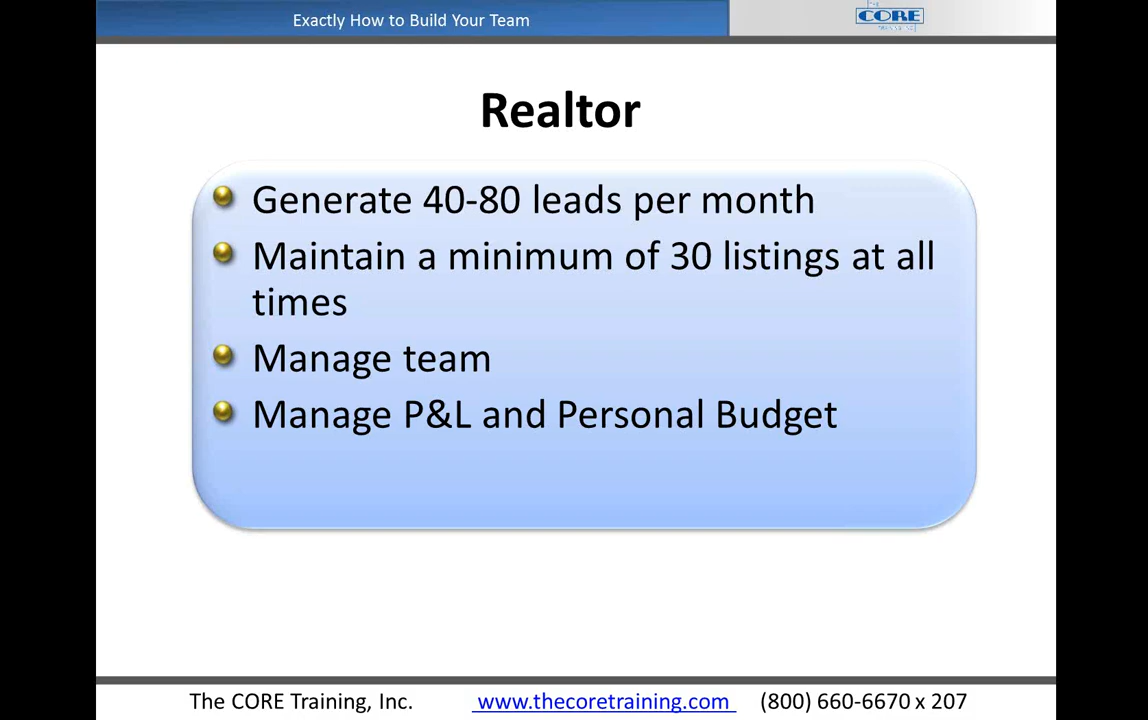 Exactly How to Build Your Team
THE
CORE
TRAINING
Realtor
Generate 40-80 leads per month
Maintain a minimum of 30 listings at all
times
Manage team
Manage P&L and Personal Budget
The CORE Training, Inc. www.thecoretraining.com (800) 660-6670 x 207